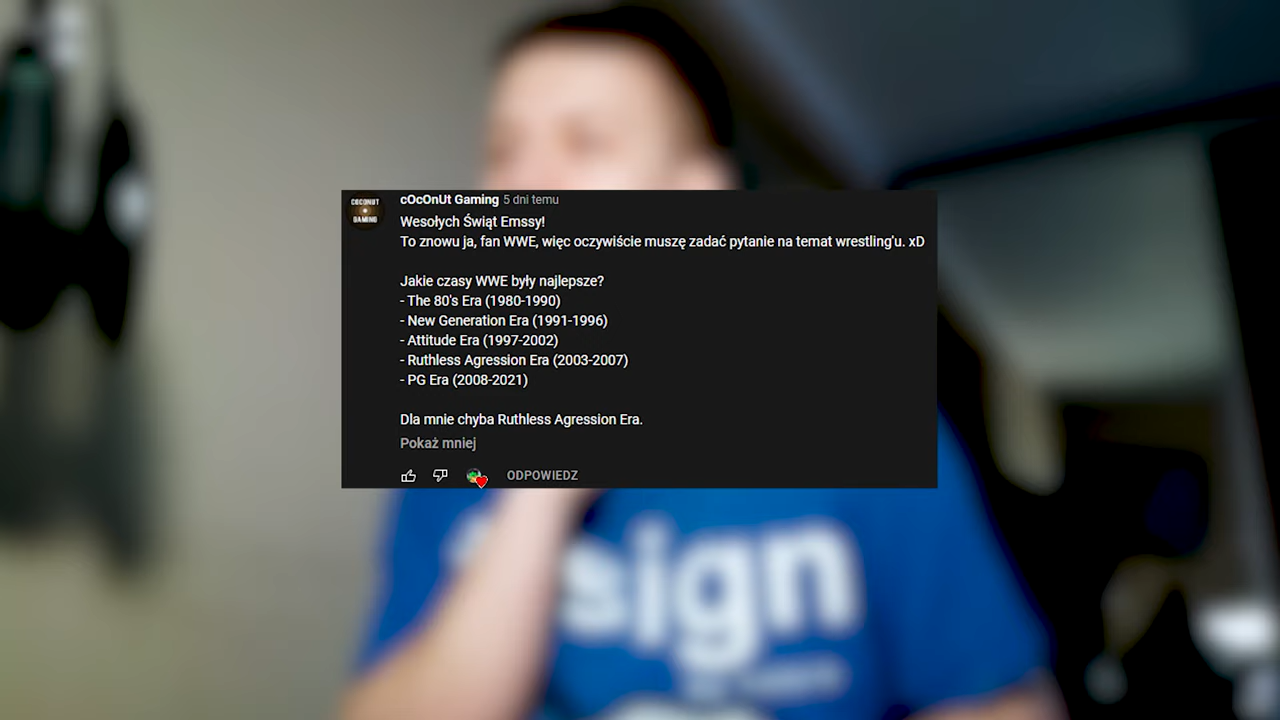 COCONUT
GAMING
cOcOnUt Gaming 5 dni temu
Wesołych Świąt Emssy!
To znowu ja, fan WWE, więc oczywiście muszę zadać pytanie na temat wrestling'u. xD
Jakie czasy WWE były najlepsze?
- The 80's Era (1980-1990)
- New Generation Era (1991-1996)
- Attitude Era (1997-2002)
- Ruthless Agression Era (2003-2007)
- PG Era (2008-2021)
Dla mnie chyba Ruthless Agression Era.
Pokaż mniej
ODPOWIEDZ
sign